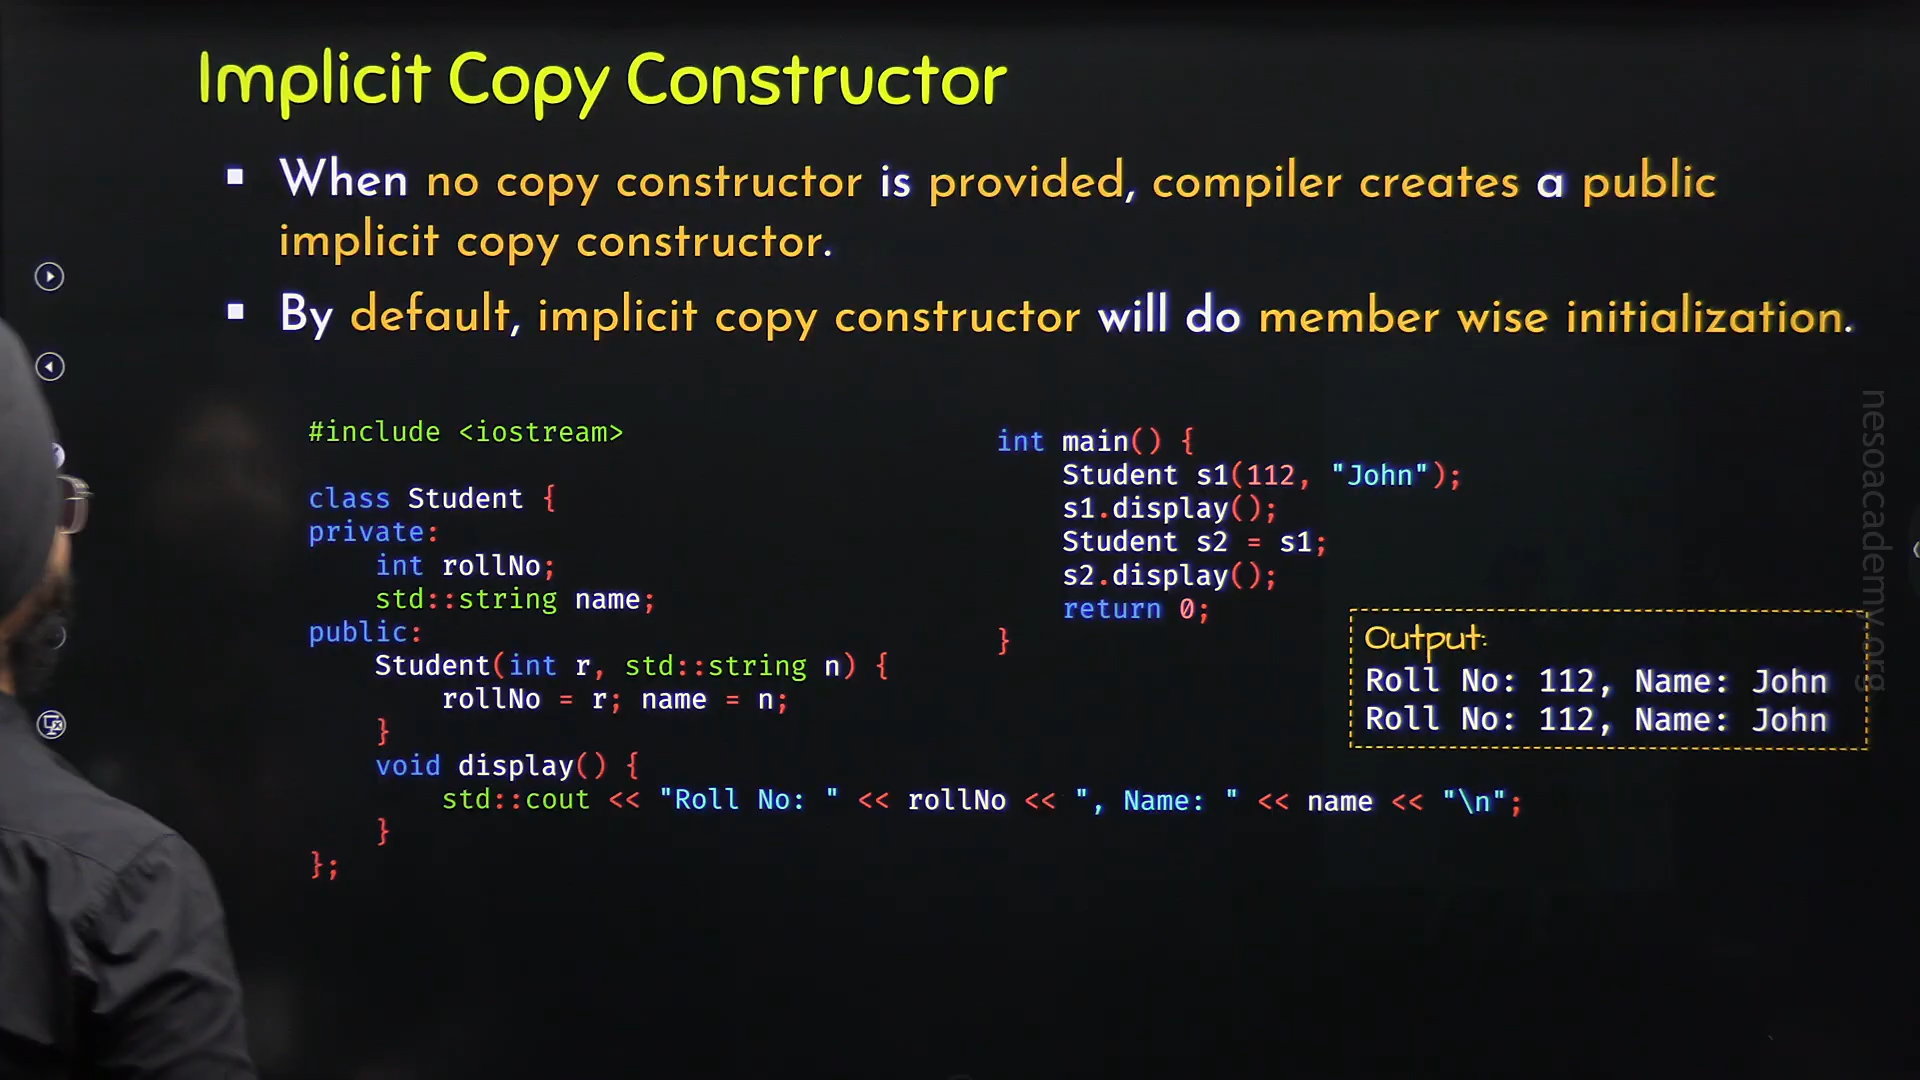 Implicit Copy Constructor
▪ When no copy constructor is provided, compiler creates a public
implicit copy constructor.
▪ By default, implicit copy constructor will do member wise initialization.
#include <iostream>
class Student {
private:
    int rollNo;
    std::string name;
public:
    Student(int r, std::string n) {
        rollNo = r; name = n;
    }
    void display() {
        std::cout << "Roll No: " << rollNo << ", Name: " << name << "\n";
    }
};
int main() {
    Student s1(112, "John");
    s1.display();
    Student s2 = s1;
    s2.display();
    return 0;
}
Output:
Roll No: 112, Name: John
Roll No: 112, Name: John
nesoacademy.org